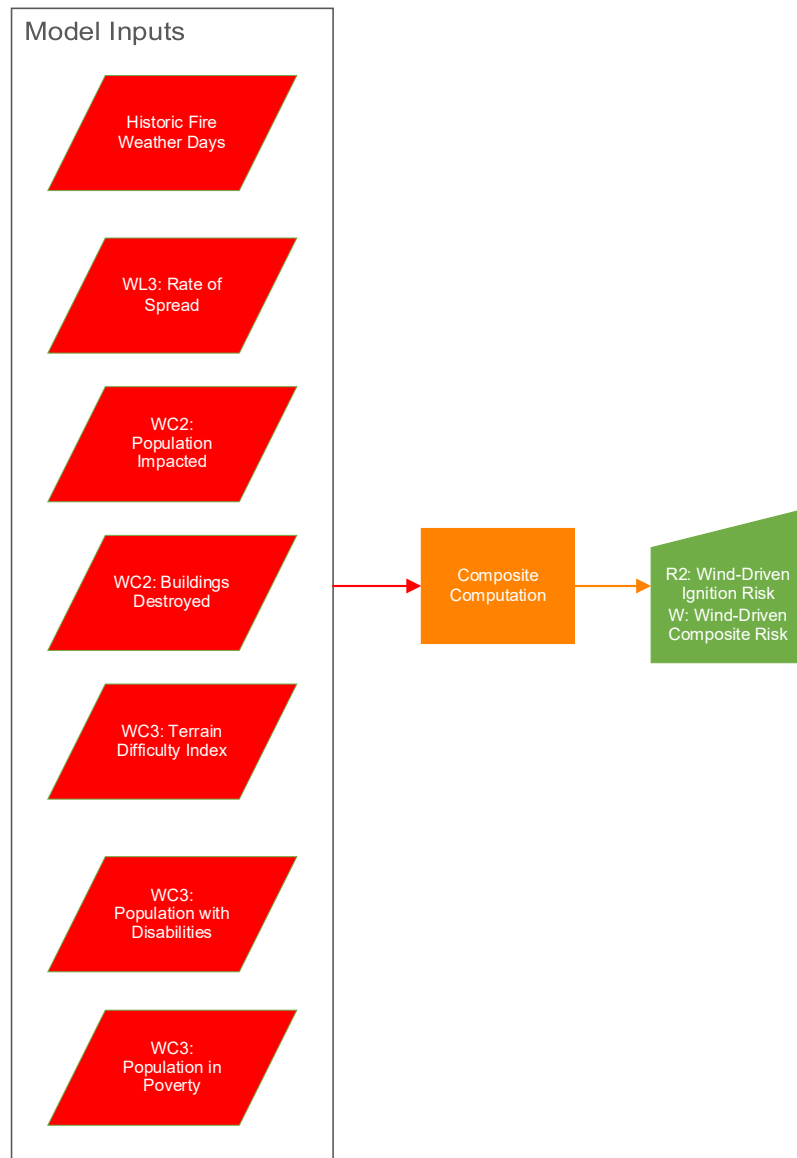 Model Inputs
Historic Fire
Weather Days
WL3: Rate of
Spread
WC2:
Population
Impacted
WC2: Buildings
Destroyed
WC3: Terrain
Difficulty Index
WC3:
Population with
Disabilities
WC3:
Population in
Poverty
Composite
Computation
R2: Wind-Driven
Ignition Risk
W: Wind-Driven
Composite Risk